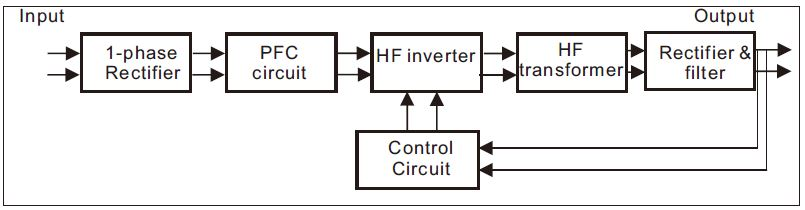 Input
Output
1-phase
Rectifier
PFC
circuit
HF inverter
HF
transformer
Rectifier &
filter
Control
Circuit